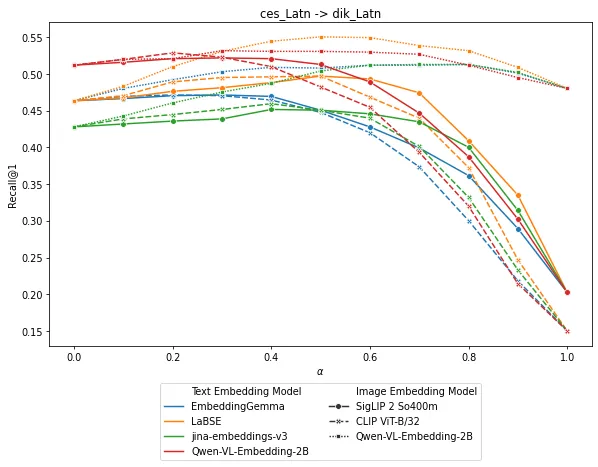 ces_Latn -> dik_Latn
Recall@1
0.55
0.50
0.45
0.40
0.35
0.30
0.25
0.20
0.15
0.0 0.2 0.4 0.6 0.8 1.0
α
Text Embedding Model Image Embedding Model
EmbeddingGemma SigLIP 2 So400m
LaBSE CLIP ViT-B/32
jina-embeddings-v3 Qwen-VL-Embedding-2B
Qwen-VL-Embedding-2B